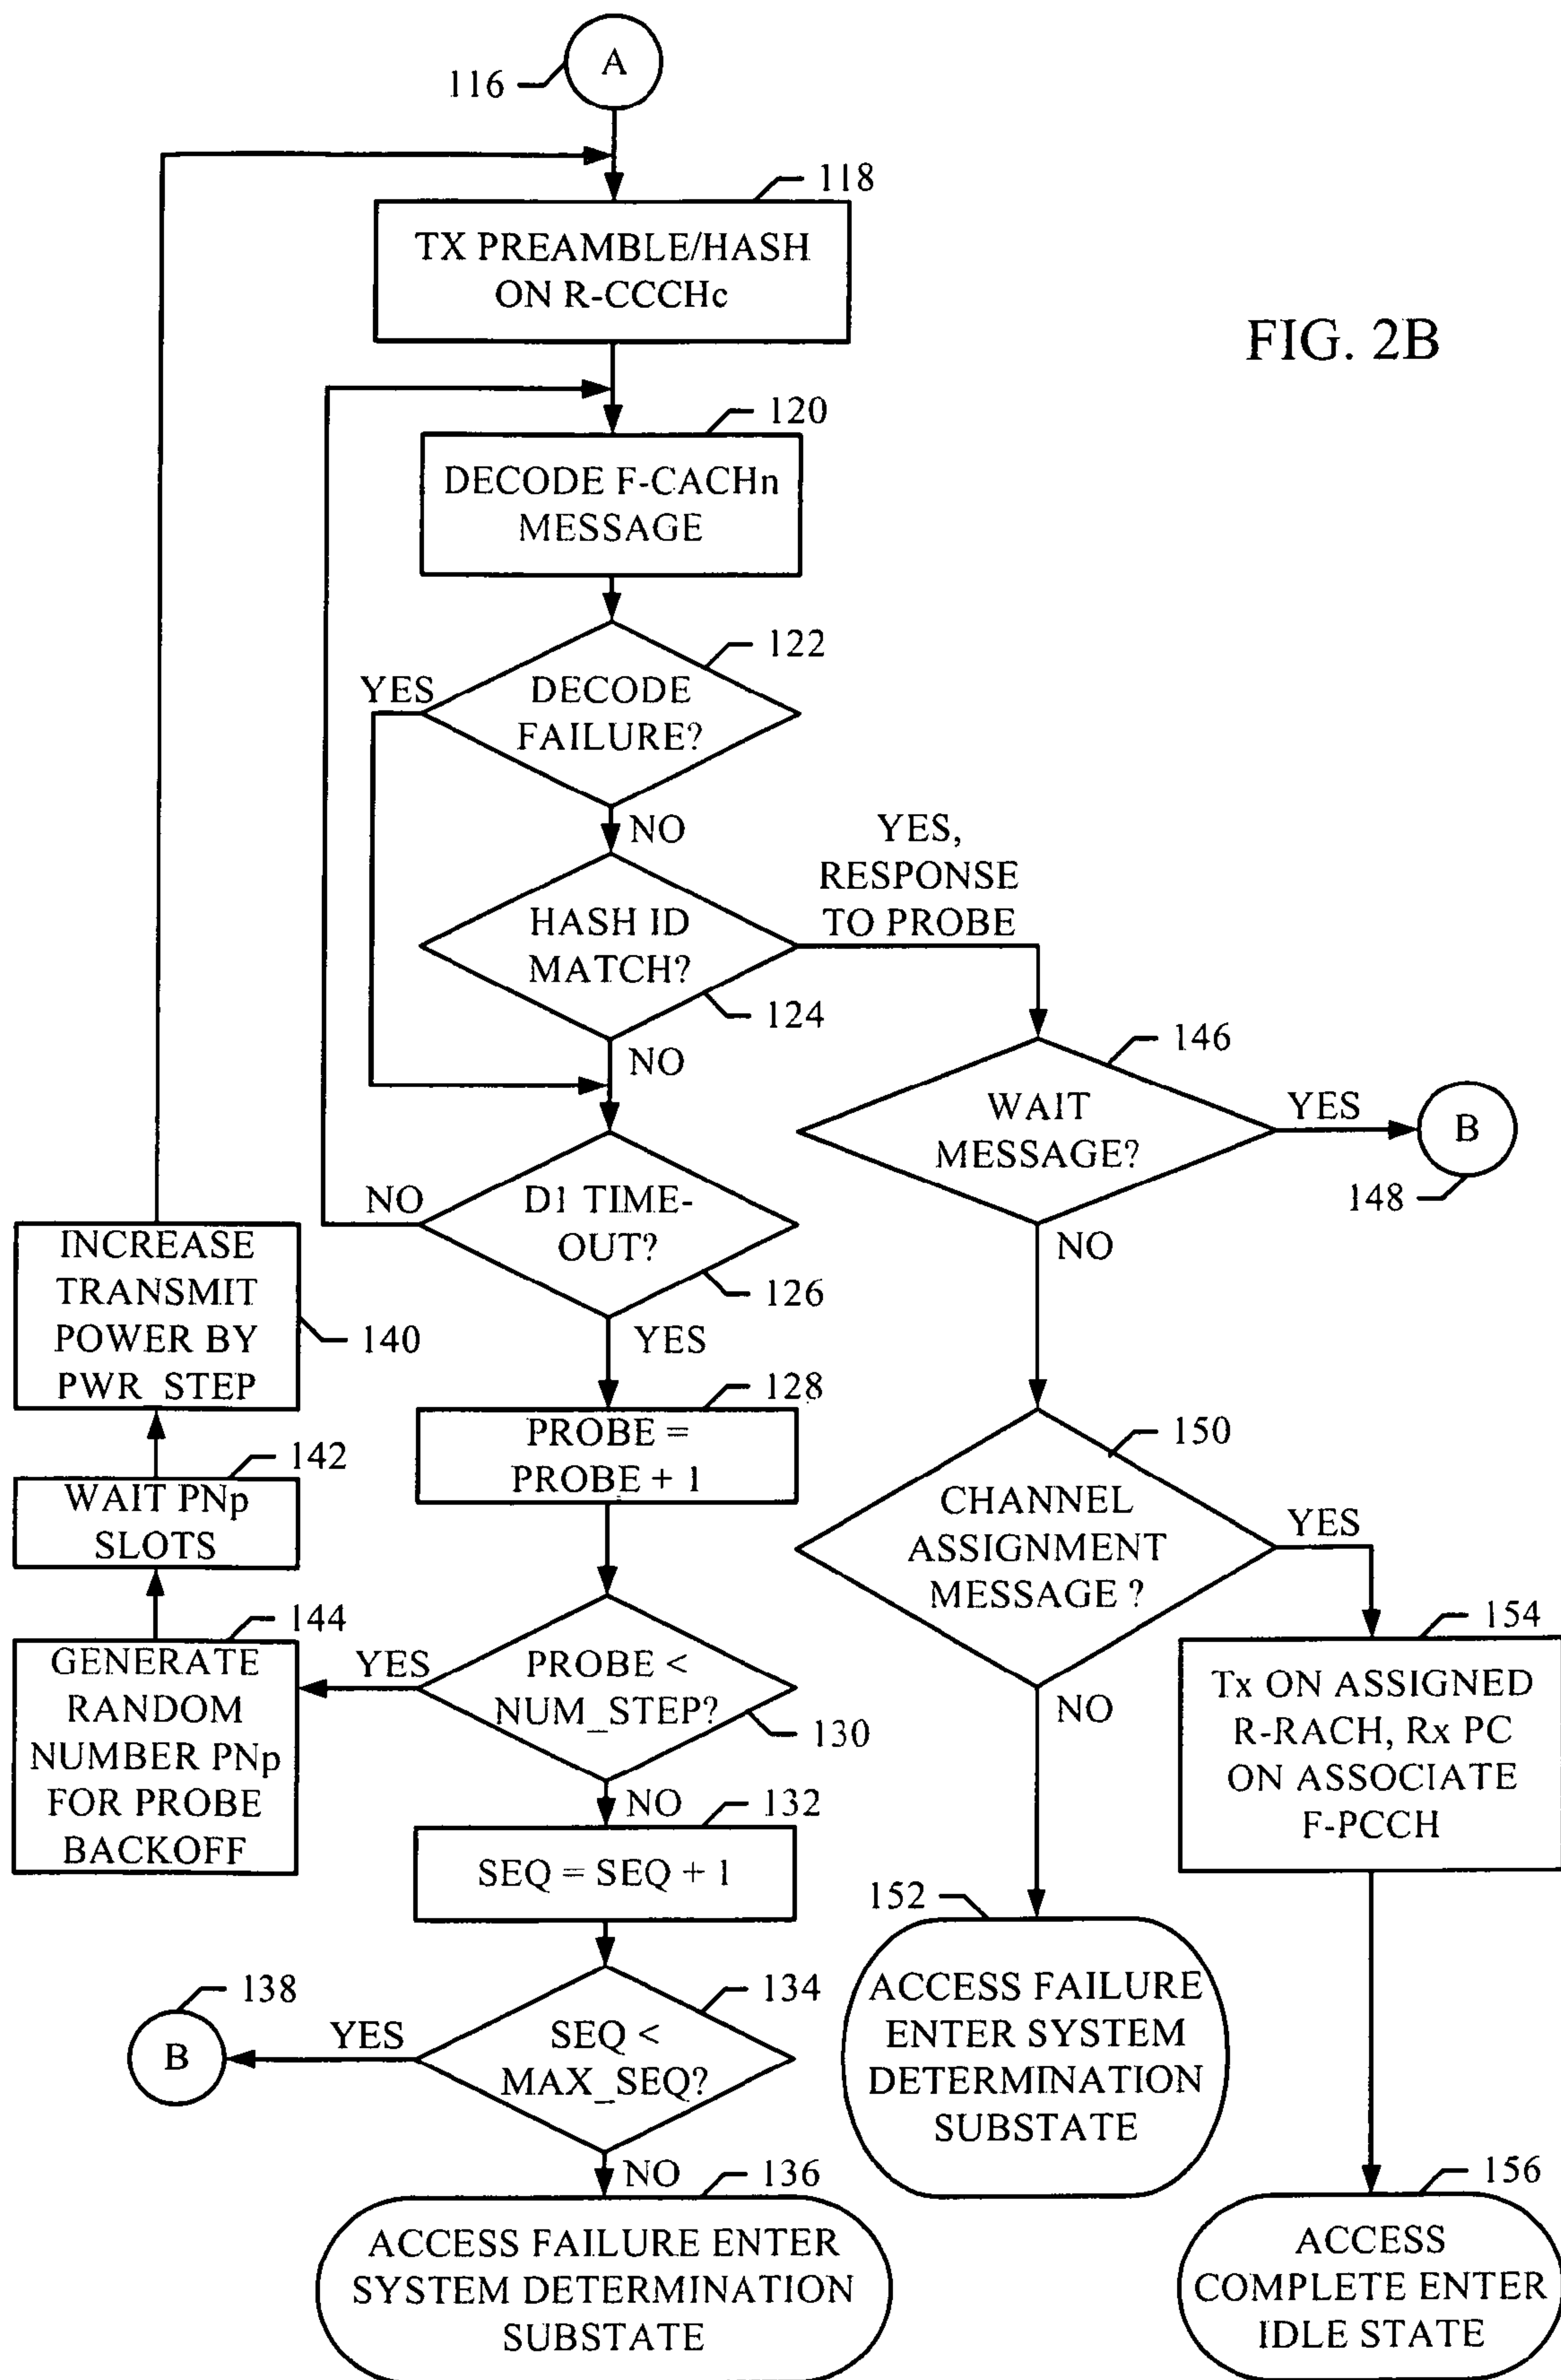 A
116
118
TX PREAMBLE/HASH
ON R-CCCHc
FIG. 2B
120
DECODE F-CACHn
MESSAGE
122
YES
DECODE
FAILURE?
NO
YES,
RESPONSE
TO PROBE
HASH ID
MATCH?
124
NO
146
WAIT
MESSAGE?
YES
B
148
NO
D1 TIME-
OUT?
NO
126
YES
INCREASE
TRANSMIT
POWER BY
PWR_STEP
140
128
PROBE =
PROBE + 1
142
WAIT PNp
SLOTS
150
CHANNEL
ASSIGNMENT
MESSAGE ?
YES
NO
144
GENERATE
RANDOM
NUMBER PNp
FOR PROBE
BACKOFF
YES
PROBE <
NUM_STEP?
130
NO
154
Tx ON ASSIGNED
R-RACH, Rx PC
ON ASSOCIATE
F-PCCH
132
SEQ = SEQ + 1
152
ACCESS FAILURE
ENTER SYSTEM
DETERMINATION
SUBSTATE
138
B
YES
134
SEQ <
MAX_SEQ?
NO
136
ACCESS FAILURE ENTER
SYSTEM DETERMINATION
SUBSTATE
156
ACCESS
COMPLETE ENTER
IDLE STATE